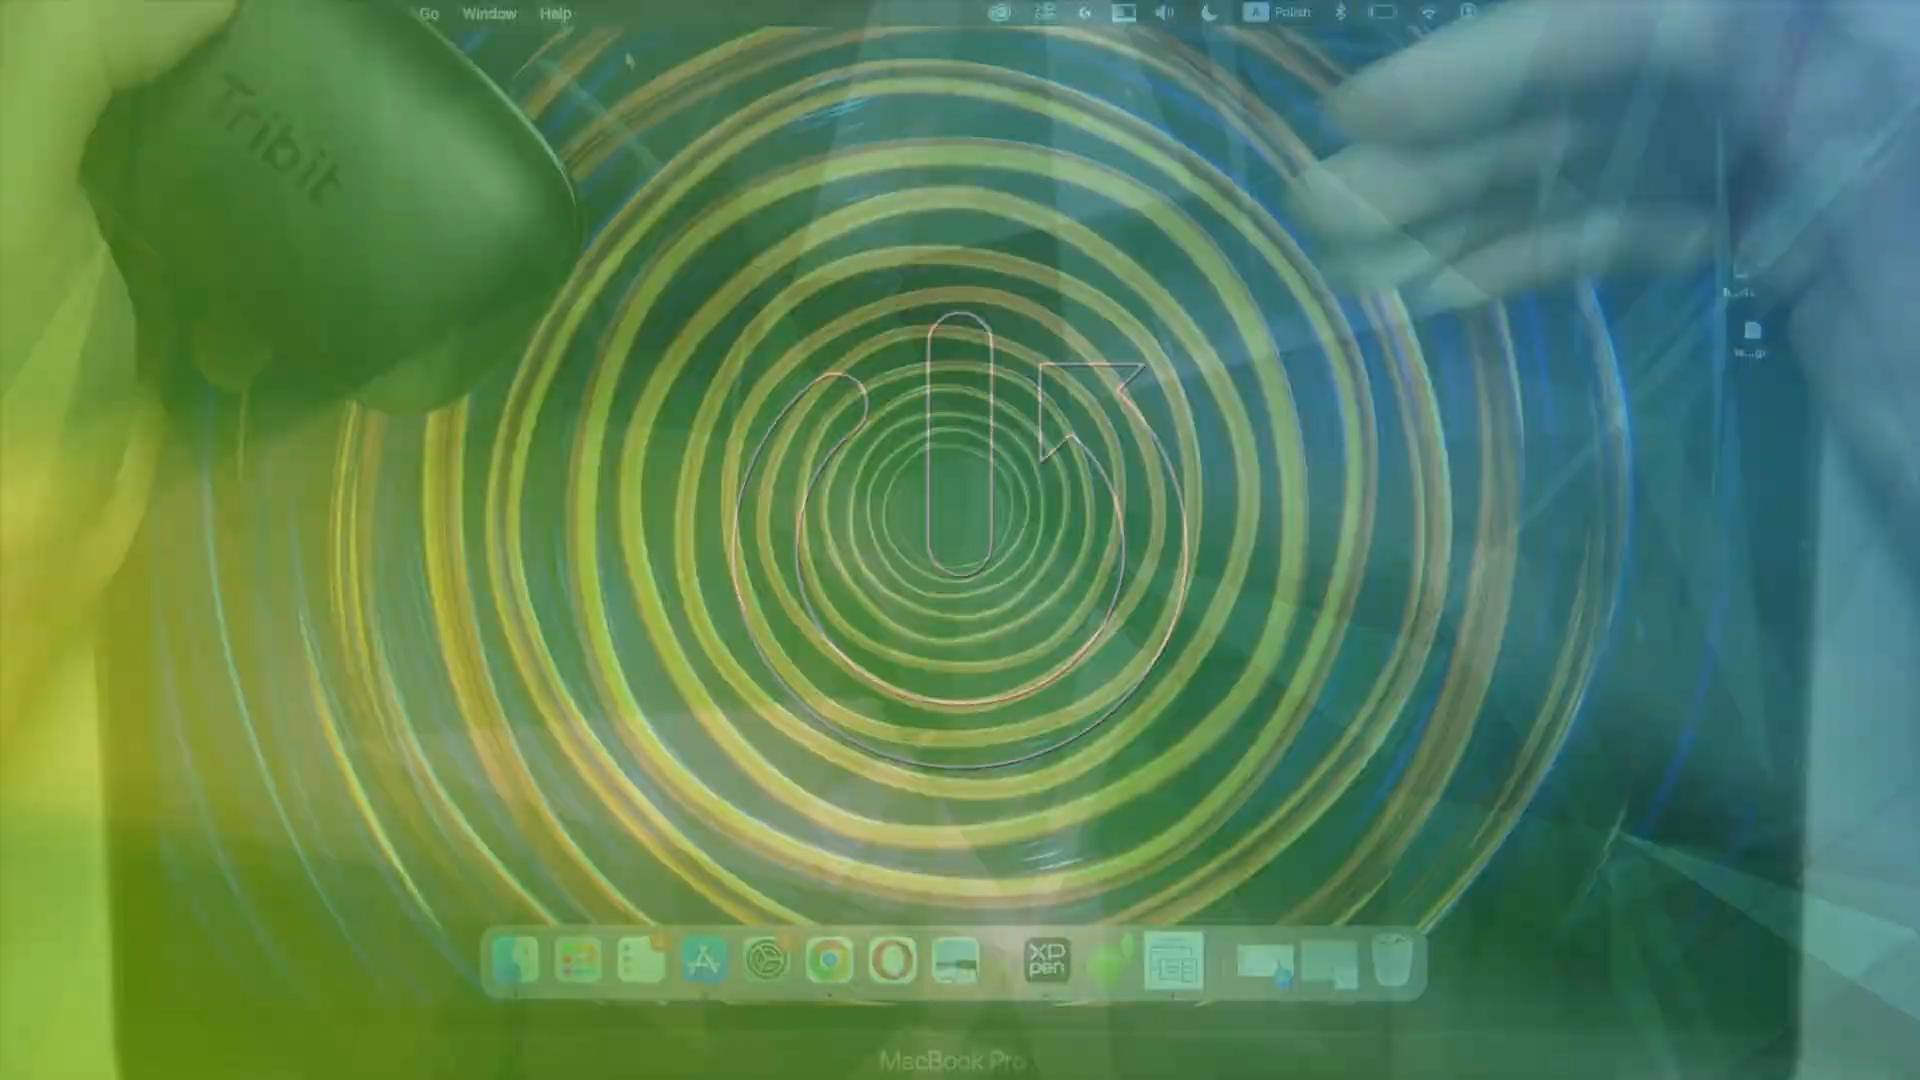 Go Window Help
Polish
Tribit
XP
pen
MacBook Pro